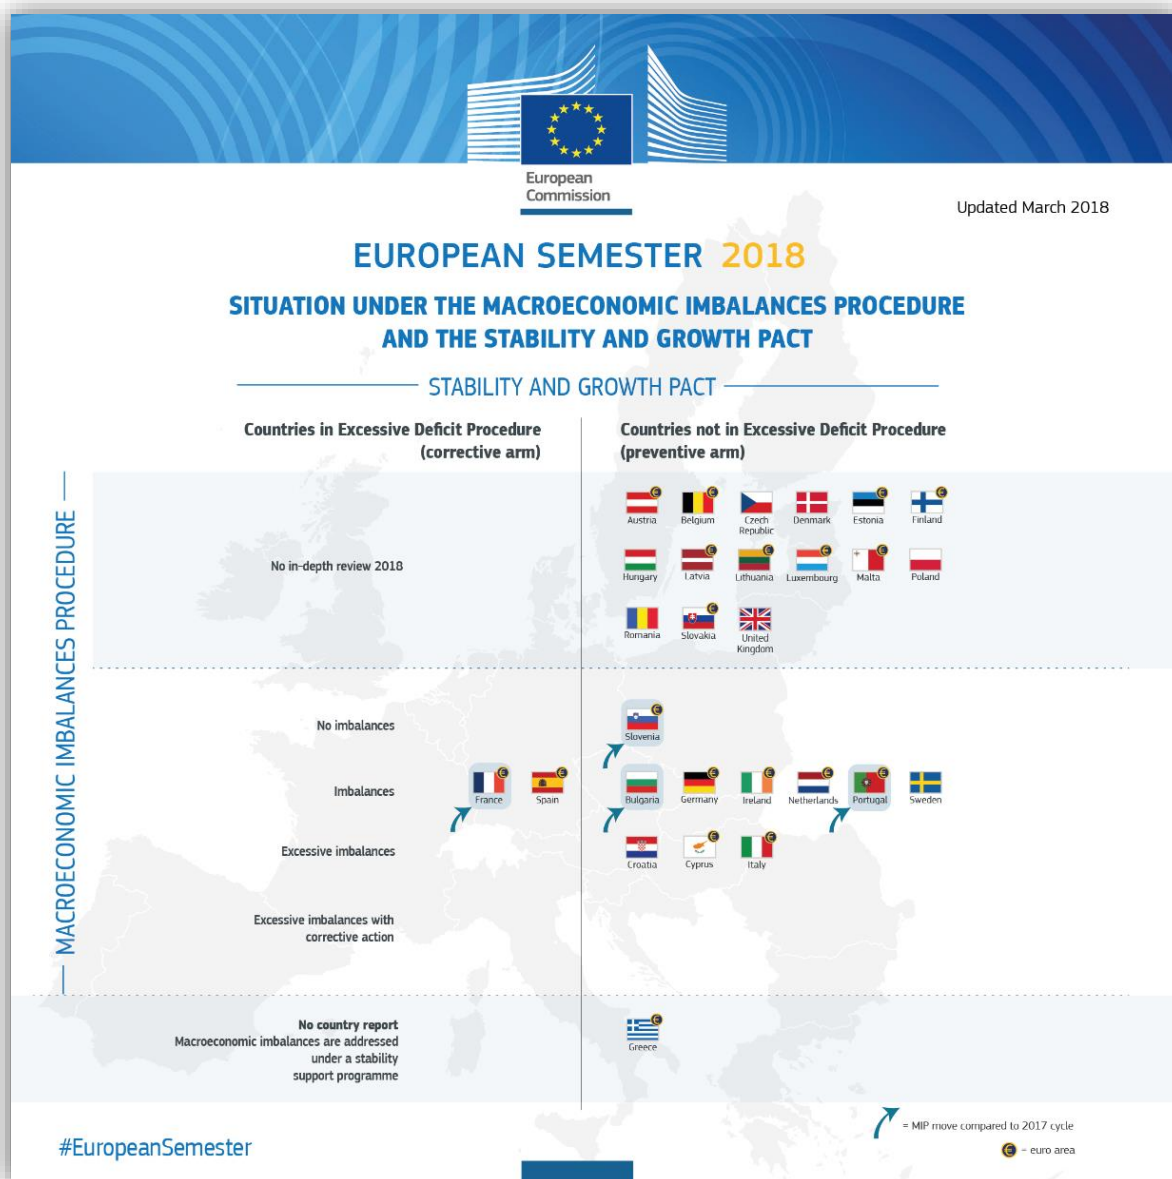 European
Commission
Updated March 2018
EUROPEAN SEMESTER 2018
SITUATION UNDER THE MACROECONOMIC IMBALANCES PROCEDURE
AND THE STABILITY AND GROWTH PACT
STABILITY AND GROWTH PACT
Countries in Excessive Deficit Procedure
(corrective arm)
Countries not in Excessive Deficit Procedure
(preventive arm)
MACROECONOMIC IMBALANCES PROCEDURE
No in-depth review 2018
Austria
Belgium
Czech
Republic
Denmark
Estonia
Finland
Hungary
Latvia
Lithuania
Luxembourg
Malta
Poland
Romania
Slovakia
United
Kingdom
No imbalances
Slovenia
Imbalances
France
Spain
Bulgaria
Germany
Ireland
Netherlands
Portugal
Sweden
Excessive imbalances
Croatia
Cyprus
Italy
Excessive imbalances with
corrective action
No country report
Macroeconomic imbalances are addressed
under a stability
support programme
Greece
= MIP move compared to 2017 cycle
€ = euro area
#EuropeanSemester